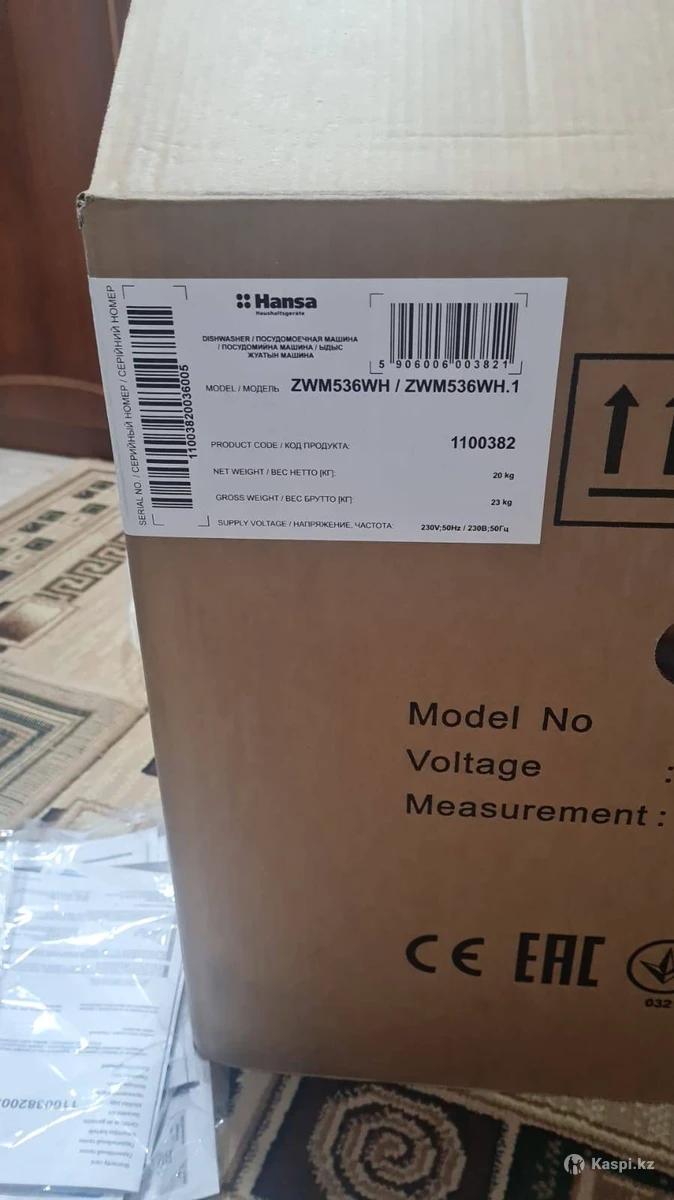 Hansa
Haushaltsgeräte
DISHWASHER / ПОСУДОМОЕЧНАЯ МАШИНА
/ ПОСУДОМИЙНА МАШИНА / ЫДЫС
ЖУАТЫН МАШИНА
5 906006 003821
MODEL / МОДЕЛЬ ZWM536WH / ZWM536WH.1
PRODUCT CODE / КОД ПРОДУКТА: 1100382
NET WEIGHT / ВЕС НЕТТО [КГ]: 20 kg
GROSS WEIGHT / ВЕС БРУТТО [КГ]: 23 kg
SUPPLY VOLTAGE / НАПРЯЖЕНИЕ, ЧАСТОТА: 230V;50Hz / 230В;50Гц
SERIAL NO. / СЕРИЙНЫЙ НОМЕР / СЕРІЙНИЙ НОМЕР
11003820036005
Model No
Voltage :
Measurement :
CE EAC
032
Kaspi.kz